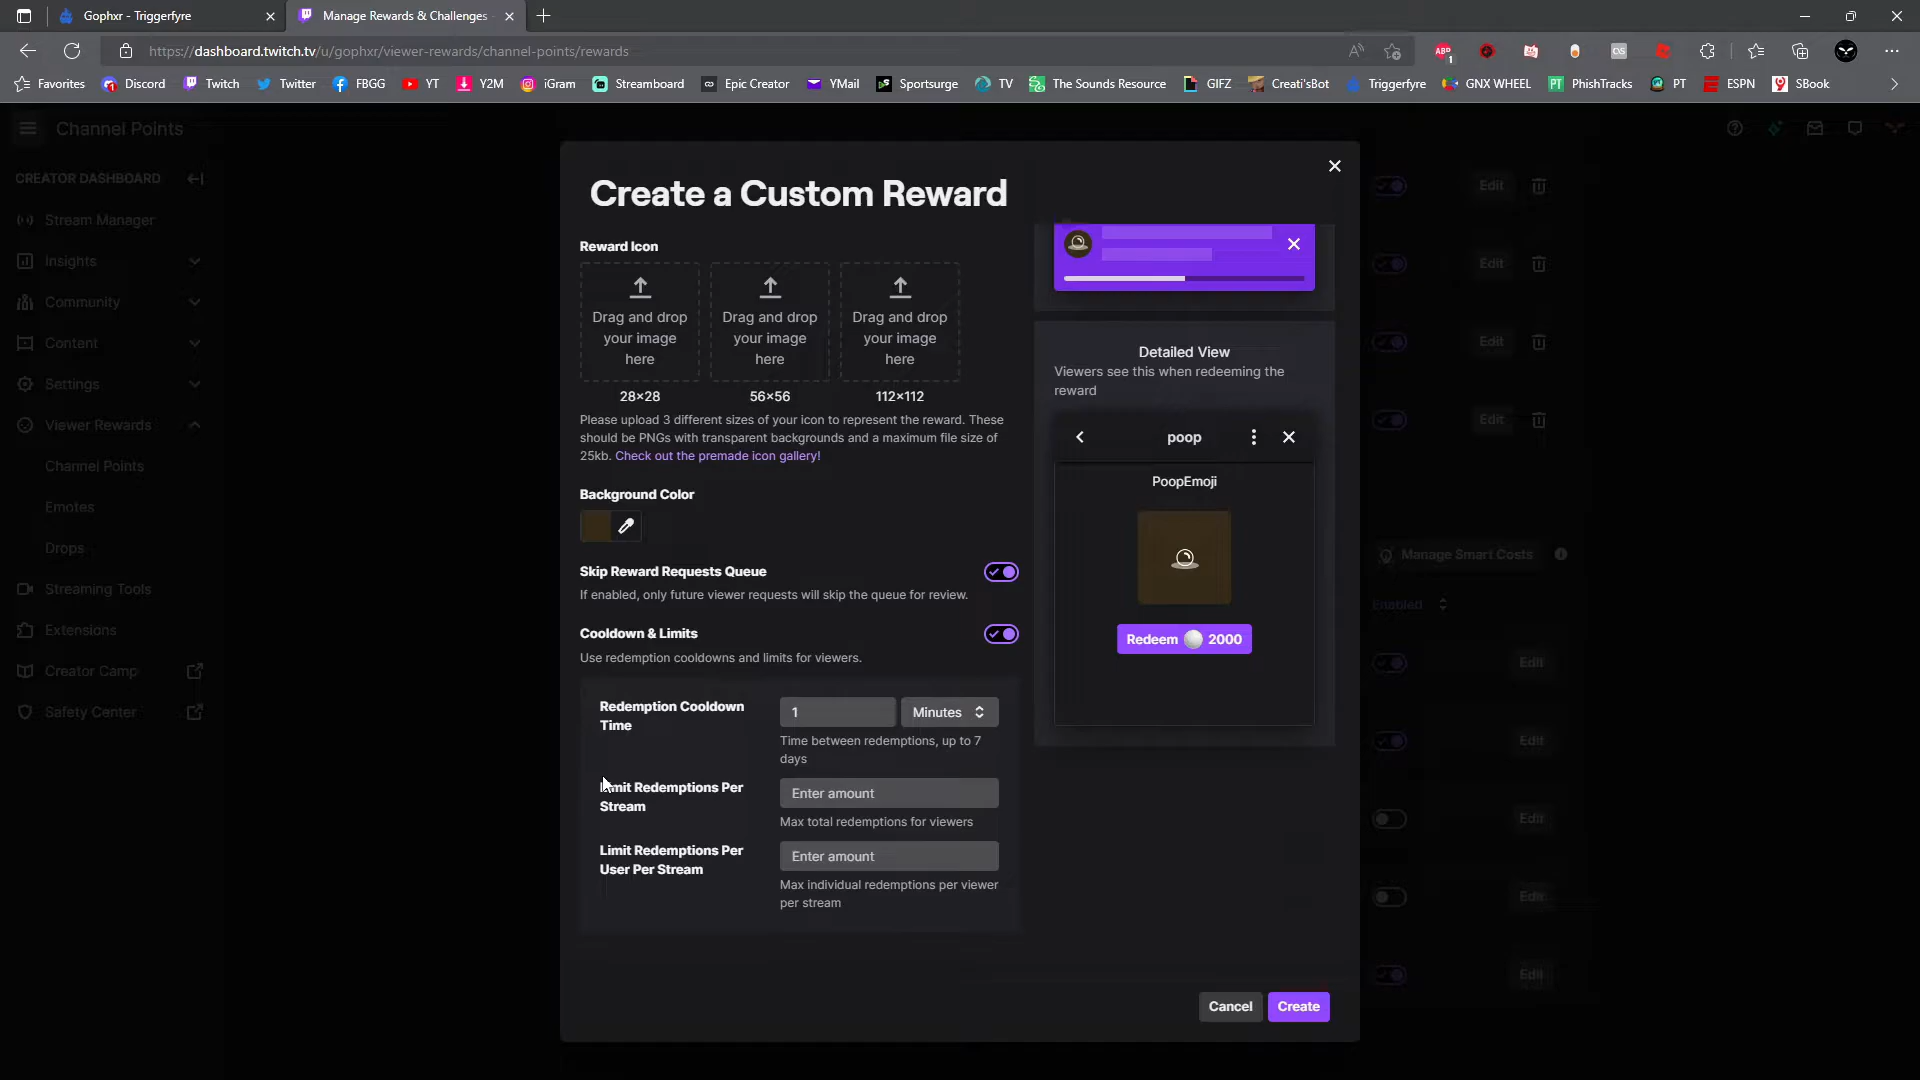 Gophxr - Triggerfyre
Manage Rewards & Challenges
https://dashboard.twitch.tv/u/gophxr/viewer-rewards/channel-points/rewards
ABP
1
Favorites
Discord
Twitch
Twitter
FBGG
YT
Y2M
iGram
Streamboard
Epic Creator
YMail
Sportsurge
TV
The Sounds Resource
GIFZ
Creati'sBot
Triggerfyre
GNX WHEEL
PT
PhishTracks
PT
ESPN
SBook
Channel Points
CREATOR DASHBOARD
Stream Manager
Insights
Community
Content
Settings
Viewer Rewards
Channel Points
Emotes
Drops
Streaming Tools
Extensions
Creator Camp
Safety Center
Create a Custom Reward
Reward Icon
Drag and drop
your image
here
Drag and drop
your image
here
Drag and drop
your image
here
28×28
56×56
112×112
Please upload 3 different sizes of your icon to represent the reward. These
should be PNGs with transparent backgrounds and a maximum file size of
25kb. Check out the premade icon gallery!
Background Color
Skip Reward Requests Queue
If enabled, only future viewer requests will skip the queue for review.
Cooldown & Limits
Use redemption cooldowns and limits for viewers.
Redemption Cooldown
Time
1
Minutes
Time between redemptions, up to 7
days
Limit Redemptions Per
Stream
Enter amount
Max total redemptions for viewers
Limit Redemptions Per
User Per Stream
Enter amount
Max individual redemptions per viewer
per stream
Detailed View
Viewers see this when redeeming the
reward
poop
PoopEmoji
Redeem 2000
Cancel
Create
Edit
Edit
Edit
Edit
Manage Smart Costs
Enabled
Edit
Edit
Edit
Edit
Edit